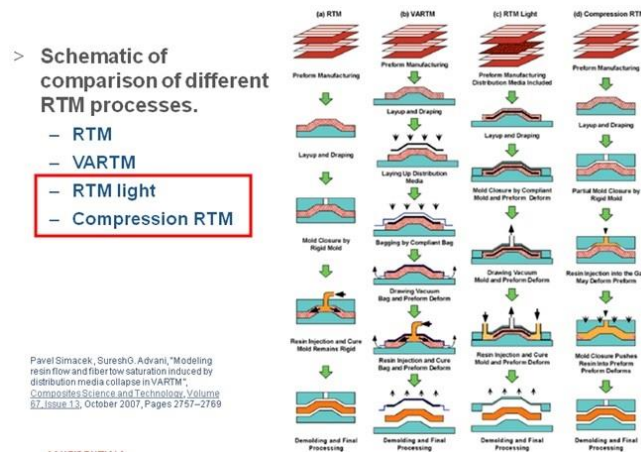 > Schematic of
comparison of different
RTM processes.
– RTM
– VARTM
– RTM light
– Compression RTM
Pavel Simacek, SureshG. Advani, "Modeling
resin flow and fiber tow saturation induced by
distribution media collapse in VARTM",
Composites Science and Technology, Volume
67, Issue 13, October 2007, Pages 2757–2769
(a) RTM
Preform Manufacturing
Layup and Draping
Mold Closure by
Rigid Mold
Resin Injection and Cure
Mold Remains Rigid
Demolding and Final
Processing
(b) VARTM
Preform Manufacturing
Layup and Draping
Laying Up Distribution
Media
Bagging by Compliant Bag
Drawing Vacuum
Bag and Preform Deform
Resin Injection and Cure
Bag and Preform Deform
Demolding and Final
Processing
(c) RTM Light
Preform Manufacturing
Distribution Media Included
Layup and Draping
Mold Closure by Compliant
Mold and Preform Deform
Drawing Vacuum
Mold and Preform Deform
Resin Injection and Cure
Mold and Preform Deform
Demolding and Final
Processing
(d) Compression RTM
Preform Manufacturing
Layup and Draping
Partial Mold Closure by
Rigid Mold
Resin Injection into the Ga
May Deform Preform
Mold Closure Pushes
Resin Into Preform
Preform Deforms
Demolding and Final
Processing